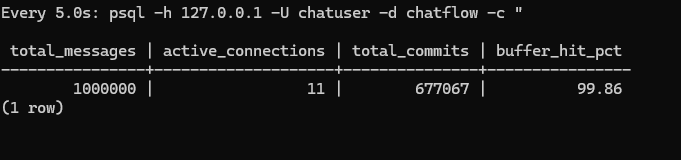 Every 5.0s: psql -h 127.0.0.1 -U chatuser -d chatflow -c "
total_messages | active_connections | total_commits | buffer_hit_pct
----------------+--------------------+---------------+----------------
1000000 | 11 | 677067 | 99.86
(1 row)